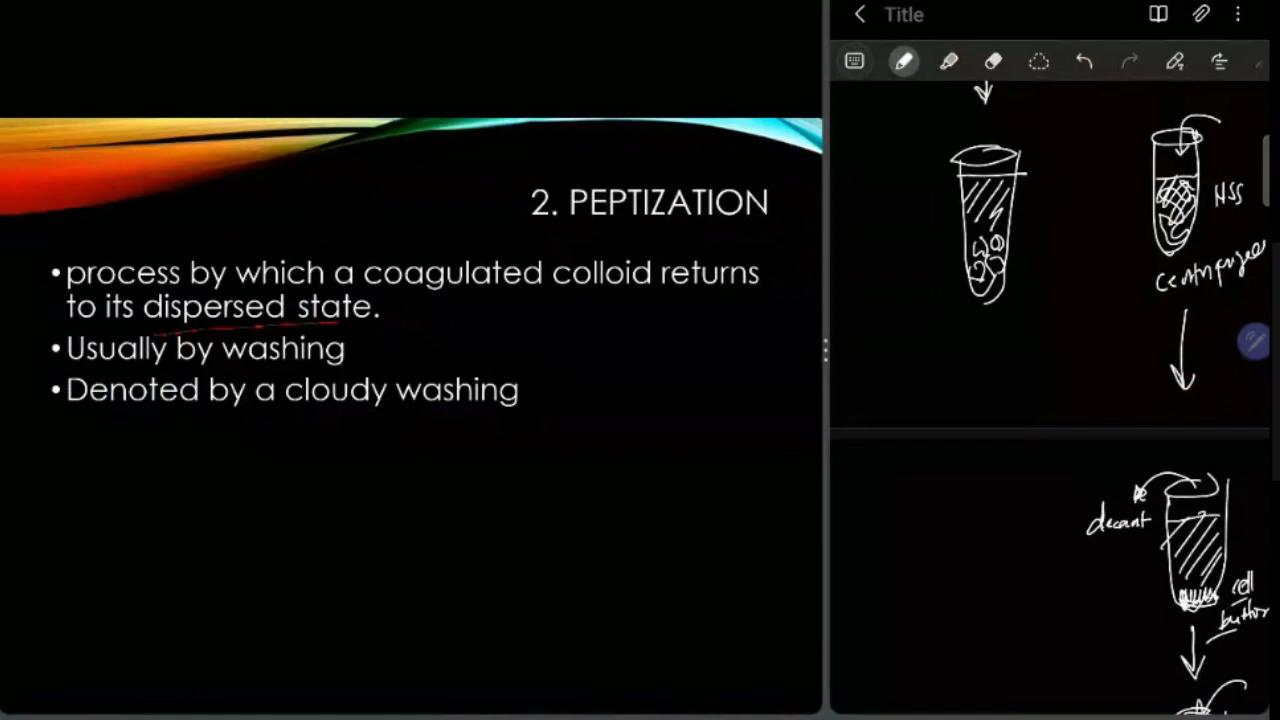 Title
2. PEPTIZATION
•process by which a coagulated colloid returns
to its dispersed state.
•Usually by washing
•Denoted by a cloudy washing
NSS
decant
cell
button